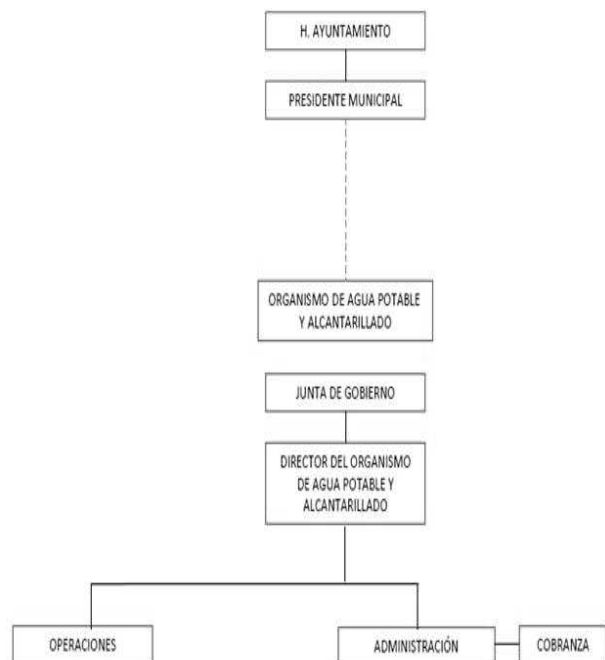 H. AYUNTAMIENTO
PRESIDENTE MUNICIPAL
ORGANISMO DE AGUA POTABLE
Y ALCANTARILLADO
JUNTA DE GOBIERNO
DIRECTOR DEL ORGANISMO
DE AGUA POTABLE Y
ALCANTARILLADO
OPERACIONES
ADMINISTRACIÓN
COBRANZA